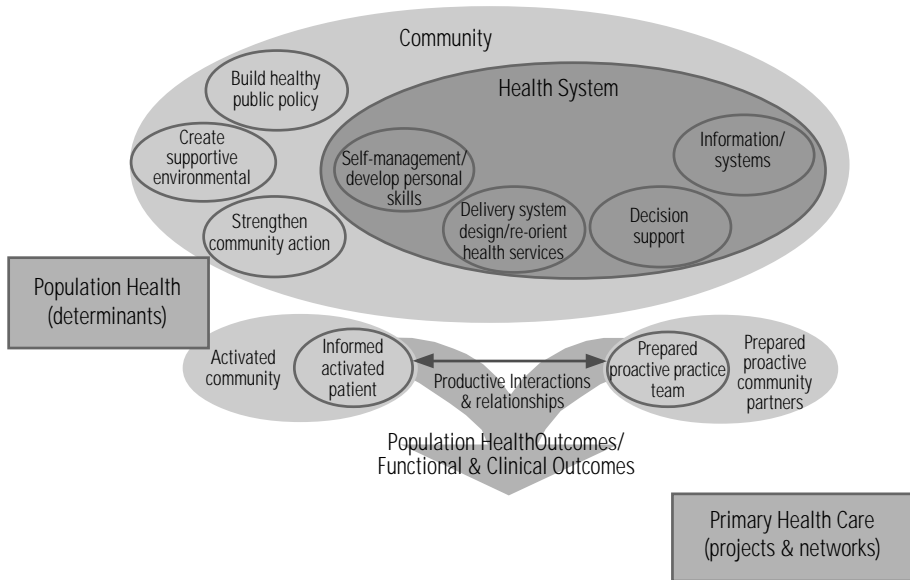 Community
Build healthy
public policy
Health System
Create
supportive
environmental
Self-management/
develop personal
skills
Information/
systems
Strengthen
community action
Delivery system
design/re-orient
health services
Decision
support
Population Health
(determinants)
Activated
community
Informed
activated
patient
Productive Interactions
& relationships
Prepared
proactive practice
team
Prepared
proactive
community
partners
Population HealthOutcomes/
Functional & Clinical Outcomes
Primary Health Care
(projects & networks)